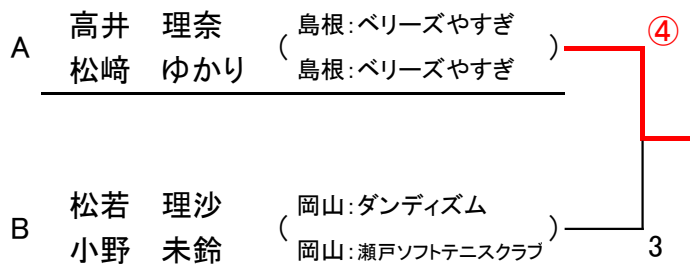 A 高井 理奈 (島根:ベリーズやすぎ) ④
松﨑 ゆかり 島根:ベリーズやすぎ
B 松若 理沙 (岡山:ダンディズム)
小野 未鈴 岡山:瀬戸ソフトテニスクラブ 3